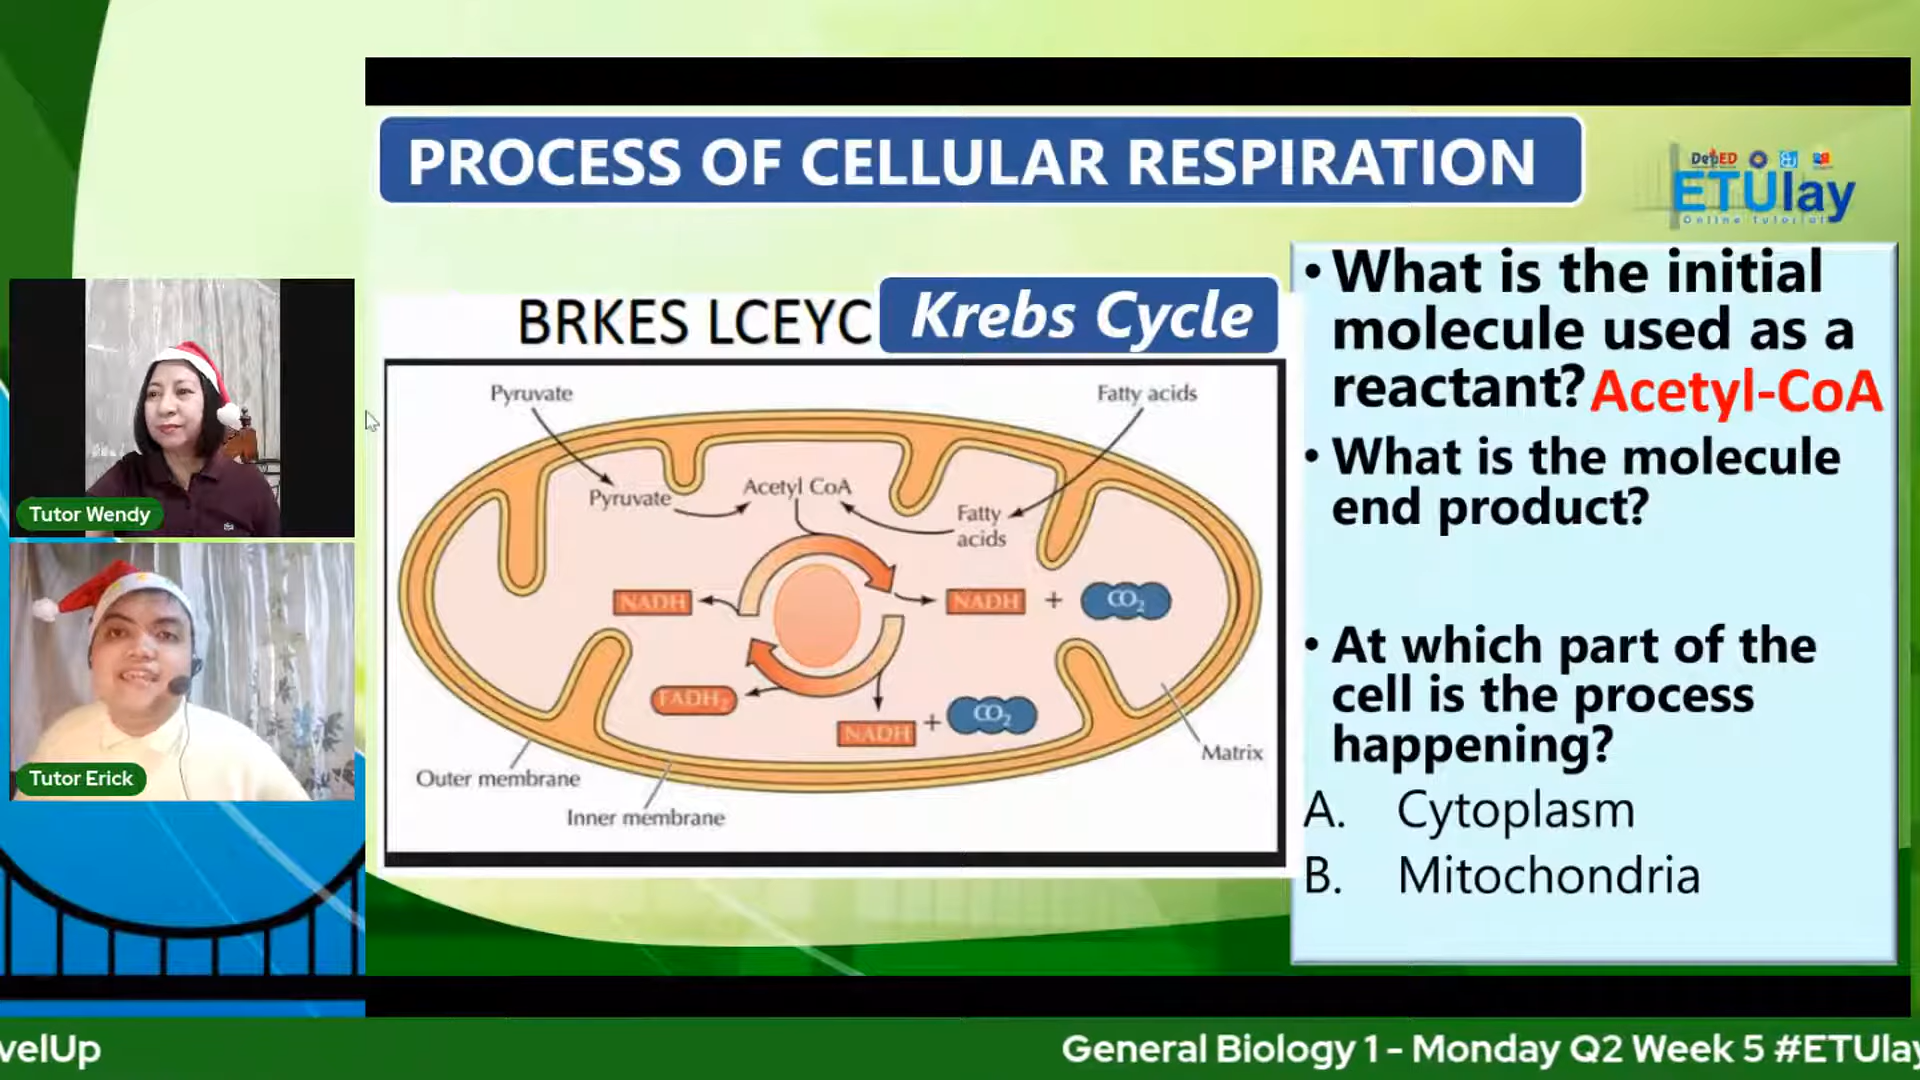 PROCESS OF CELLULAR RESPIRATION
DepED
ETUlay
Online Tutorial
BRKES LCEYC
Krebs Cycle
Pyruvate
Fatty acids
Pyruvate
Acetyl CoA
Fatty
acids
NADH
NADH + CO2
FADH2
NADH + CO2
Matrix
Outer membrane
Inner membrane
• What is the initial
molecule used as a
reactant? Acetyl-CoA
• What is the molecule
end product?
• At which part of the
cell is the process
happening?
A. Cytoplasm
B. Mitochondria
Tutor Wendy
Tutor Erick
velUp
General Biology 1 - Monday Q2 Week 5 #ETUlay